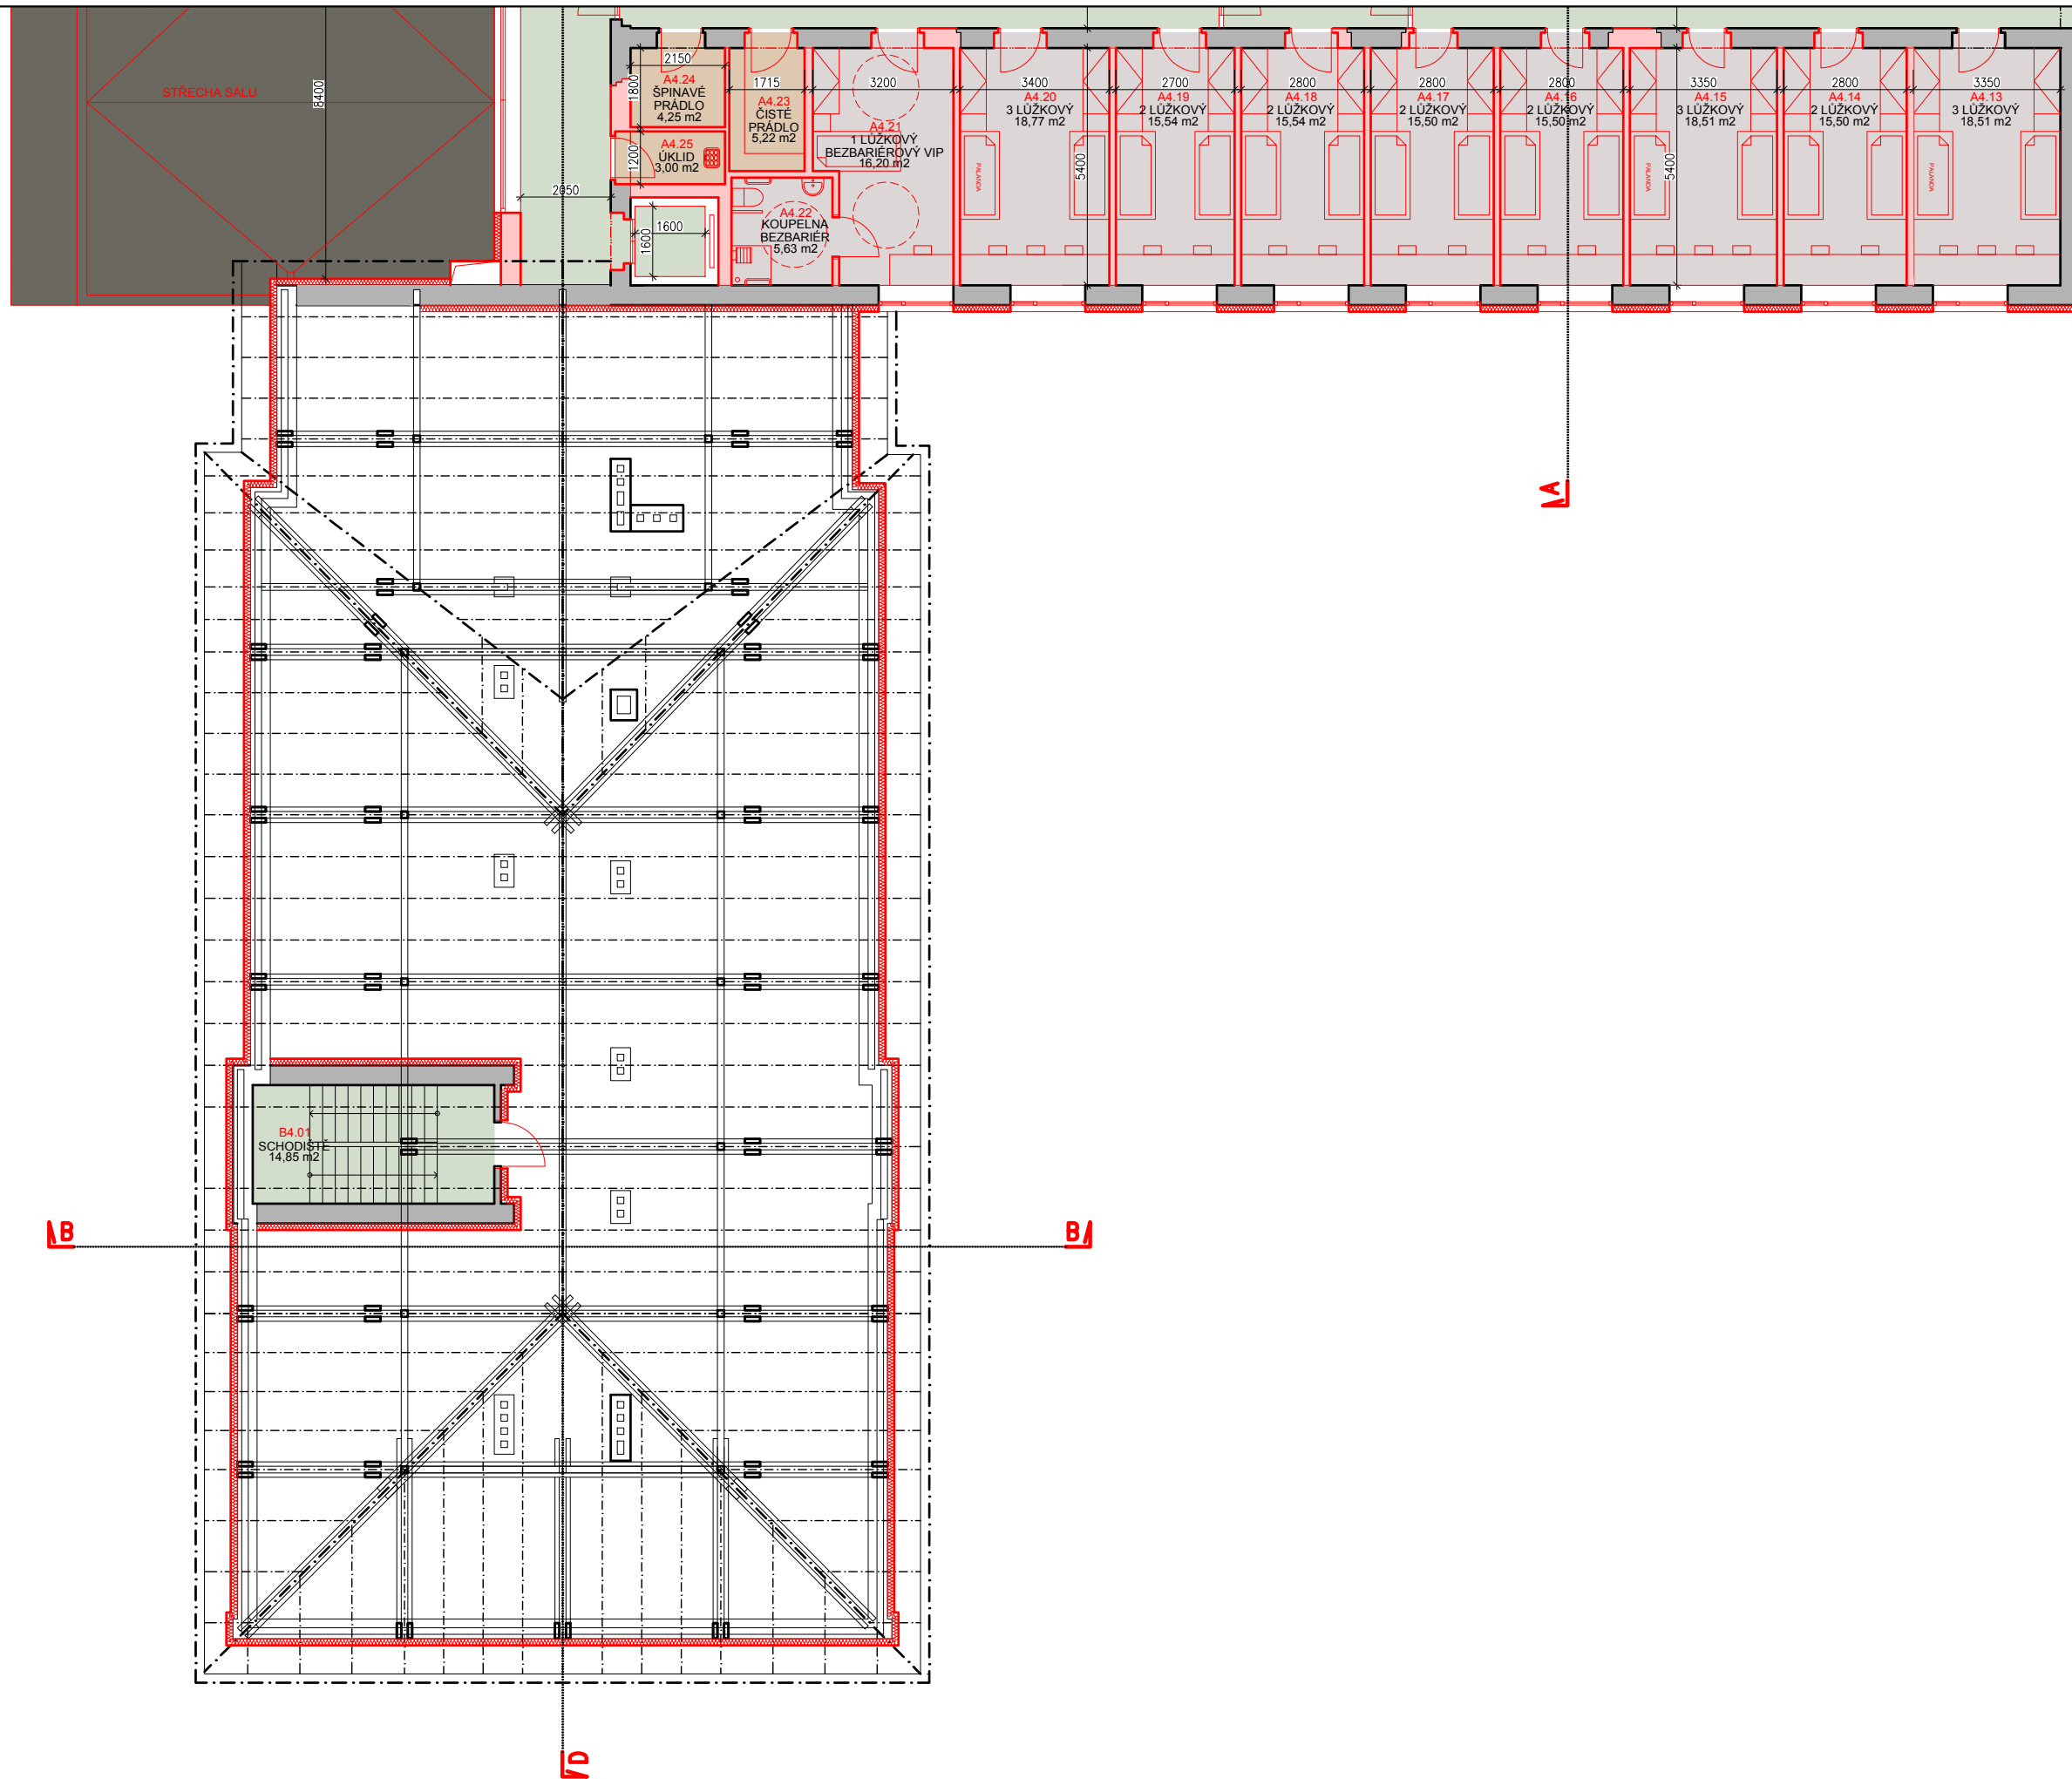 STŘECHA SÁLU
8400
2150
1800
A4.24
ŠPINAVÉ
PRÁDLO
4,25 m2
1715
A4.23
ČISTÉ
PRÁDLO
5,22 m2
1200
A4.25
ÚKLID
3,00 m2
2050
1600
1600
A4.22
KOUPELNA
BEZBARIÉR
5,63 m2
3200
A4.21
1 LŮŽKOVÝ
BEZBARIÉROVÝ VIP
16,20 m2
3400
A4.20
3 LŮŽKOVÝ
18,77 m2
PALANDA
5400
2700
A4.19
2 LŮŽKOVÝ
15,54 m2
2800
A4.18
2 LŮŽKOVÝ
15,54 m2
2800
A4.17
2 LŮŽKOVÝ
15,50 m2
2800
A4.16
2 LŮŽKOVÝ
15,50 m2
3350
A4.15
3 LŮŽKOVÝ
18,51 m2
PALANDA
5400
2800
A4.14
2 LŮŽKOVÝ
15,50 m2
3350
A4.13
3 LŮŽKOVÝ
18,51 m2
PALANDA
A
B4.01
SCHODIŠTĚ
14,85 m2
B
B
D